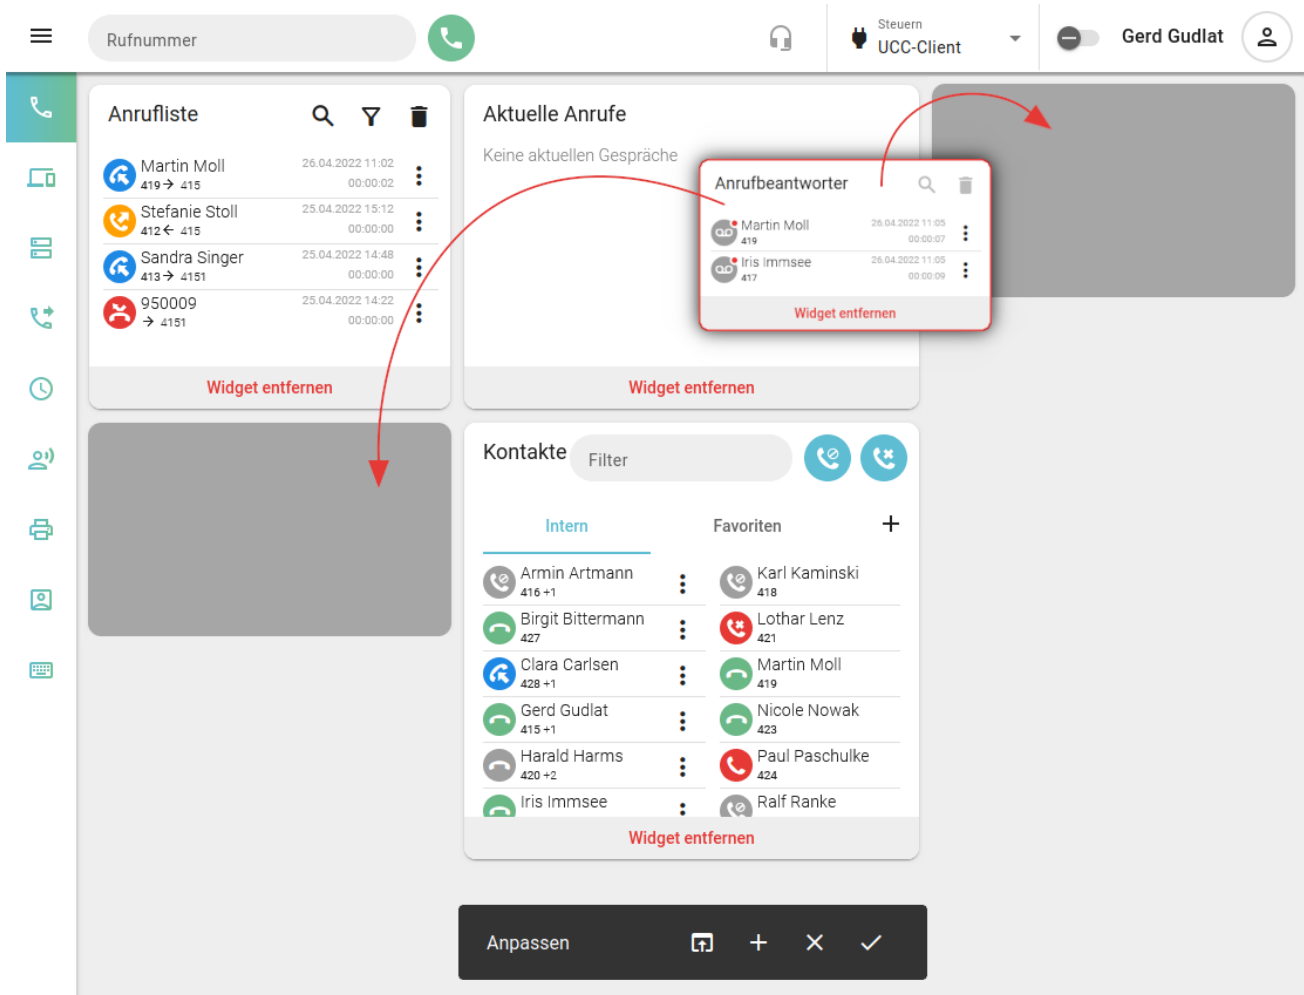 Rufnummer
Steuern
UCC-Client
Gerd Gudlat
Anrufliste
Martin Moll
26.04.2022 11:02
419 → 415
00:00:02
Stefanie Stoll
25.04.2022 15:12
412 ← 415
00:00:00
Sandra Singer
25.04.2022 14:48
413 → 4151
00:00:00
950009
25.04.2022 14:22
→ 4151
00:00:00
Widget entfernen
Aktuelle Anrufe
Keine aktuellen Gespräche
Widget entfernen
Anrufbeantworter
Martin Moll
26.04.2022 11:05
419
00:00:07
Iris Immsee
26.04.2022 11:05
417
00:00:09
Widget entfernen
Kontakte
Filter
Intern
Favoriten
Armin Artmann
416 +1
Birgit Bittermann
427
Clara Carlsen
428 +1
Gerd Gudlat
415 +1
Harald Harms
420 +2
Iris Immsee
Karl Kaminski
418
Lothar Lenz
421
Martin Moll
419
Nicole Nowak
423
Paul Paschulke
424
Ralf Ranke
Widget entfernen
Anpassen